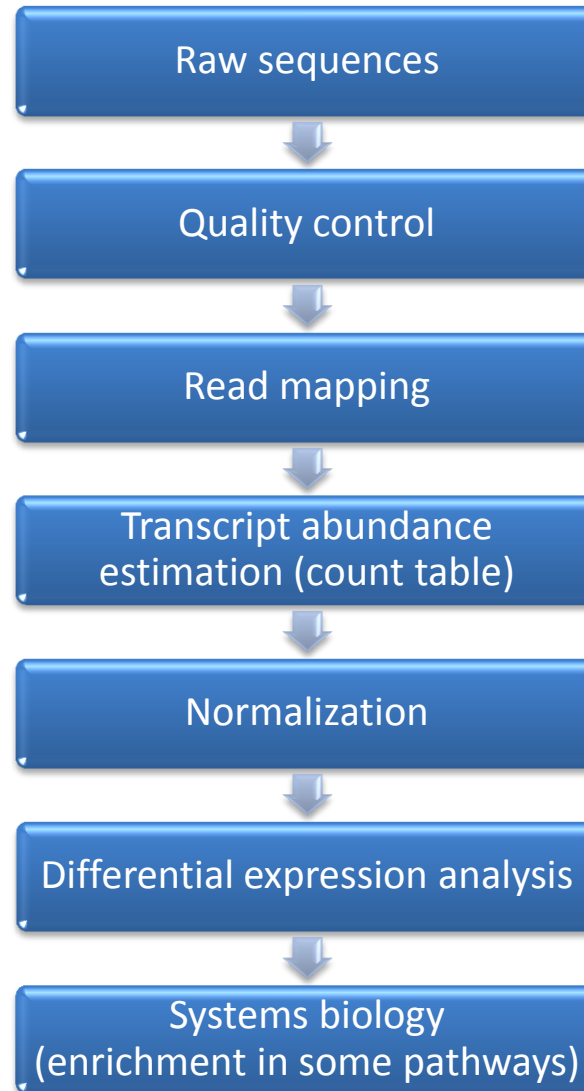 Raw sequences
Quality control
Read mapping
Transcript abundance
estimation (count table)
Normalization
Differential expression analysis
Systems biology
(enrichment in some pathways)